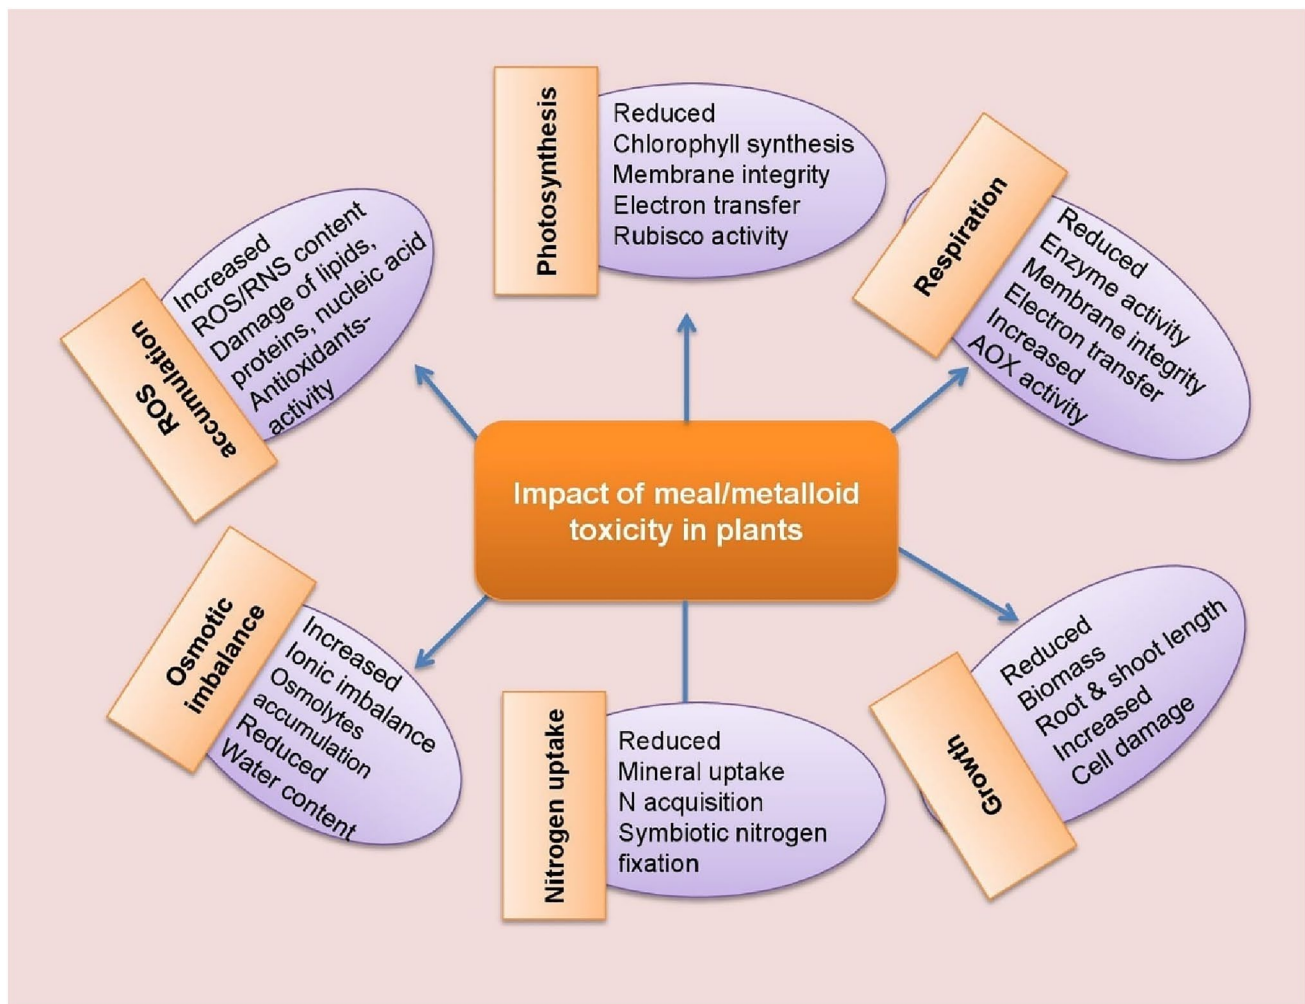 Photosynthesis
Reduced
Chlorophyll synthesis
Membrane integrity
Electron transfer
Rubisco activity
Respiration
Reduced
Enzyme activity
Membrane integrity
Electron transfer
Increased
AOX activity
ROS
accumulation
Increased
ROS/RNS content
Damage of lipids,
proteins, nucleic acid
Antioxidants-
activity
Impact of meal/metalloid
toxicity in plants
Osmotic
imbalance
Increased
Ionic imbalance
Osmolytes
accumulation
Reduced
Water content
Nitrogen uptake
Reduced
Mineral uptake
N acquisition
Symbiotic nitrogen
fixation
Growth
Reduced
Biomass
Root & shoot length
Increased
Cell damage